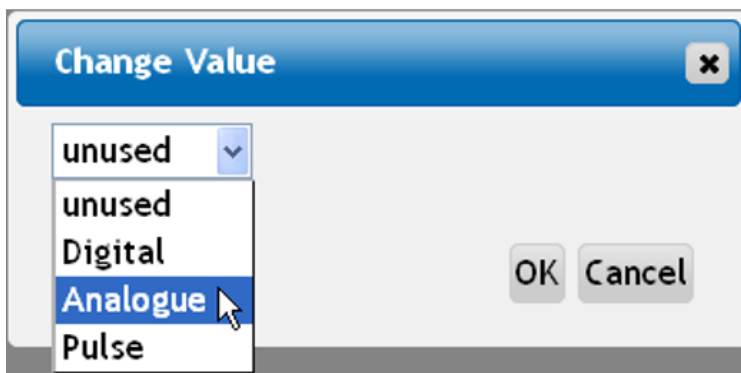 Change Value
unused
unused
Digital
Analogue
Pulse
OK Cancel